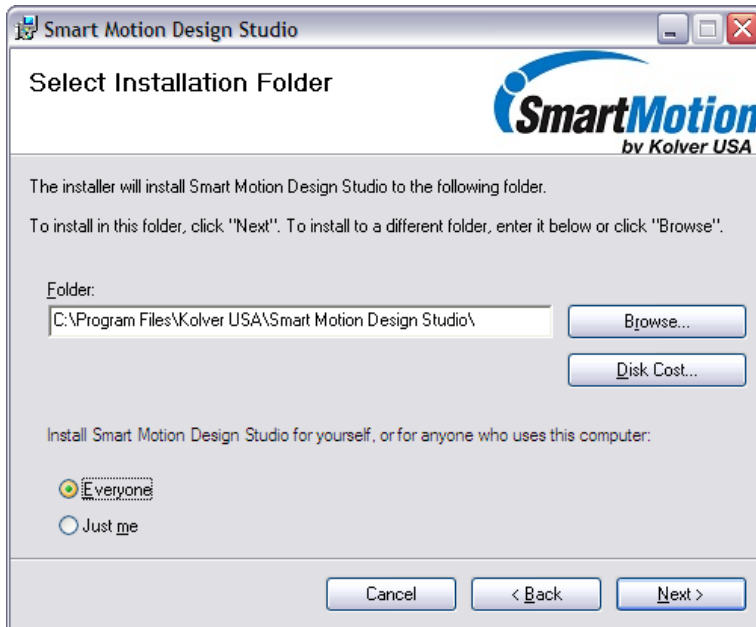 Smart Motion Design Studio
Select Installation Folder
SmartMotion
by Kolver USA
The installer will install Smart Motion Design Studio to the following folder.
To install in this folder, click "Next". To install to a different folder, enter it below or click "Browse".
Folder:
C:\Program Files\Kolver USA\Smart Motion Design Studio\
Browse...
Disk Cost...
Install Smart Motion Design Studio for yourself, or for anyone who uses this computer:
Everyone
Just me
Cancel < Back Next >